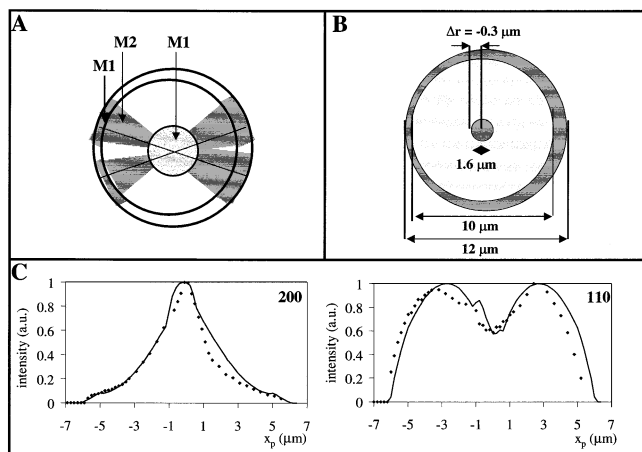 A
M1
M2
M1
B
Δr = -0.3 μm
1.6 μm
10 μm
12 μm
C
200
intensity (a.u.)
1
0.8
0.6
0.4
0.2
0
-7 -5 -3 -1 1 3 5 7
xp (μm)
110
intensity (a.u.)
1
0.8
0.6
0.4
0.2
0
-7 -5 -3 -1 1 3 5 7
xp (μm)